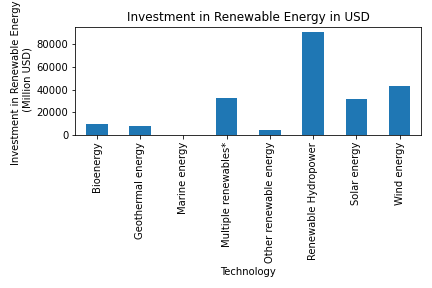 Investment in Renewable Energy in USD
Investment in Renewable Energy
(Million USD)
80000
60000
40000
20000
0
Bioenergy
Geothermal energy
Marine energy
Multiple renewables*
Other renewable energy
Renewable Hydropower
Solar energy
Wind energy
Technology